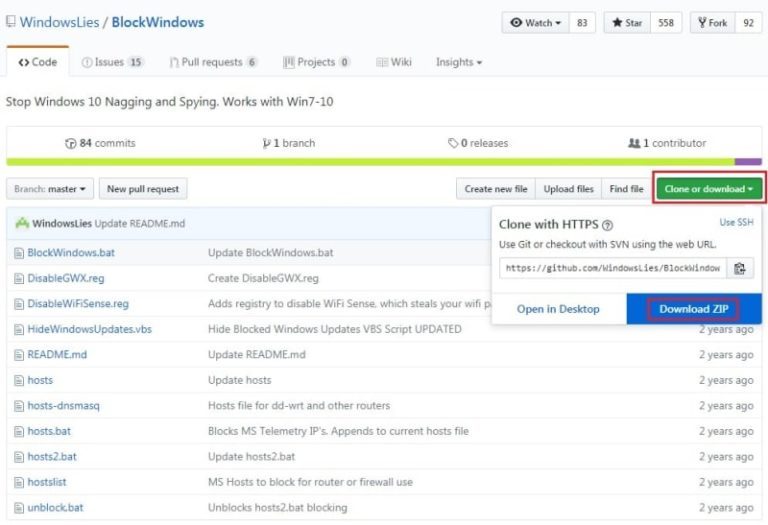 WindowsLies / BlockWindows
Watch 83 Star 558 Fork 92
Code Issues 15 Pull requests 6 Projects 0 Wiki Insights
Stop Windows 10 Nagging and Spying. Works with Win7-10
84 commits 1 branch 0 releases 1 contributor
Branch: master New pull request Create new file Upload files Find file Clone or download
WindowsLies Update README.md
Clone with HTTPS Use SSH
Use Git or checkout with SVN using the web URL.
https://github.com/WindowsLies/BlockWindow
Open in Desktop Download ZIP
BlockWindows.bat Update BlockWindows.bat
DisableGWX.reg Create DisableGWX.reg
DisableWiFiSense.reg Adds registry to disable WiFi Sense, which steals your wifi p
HideWindowsUpdates.vbs Hide Blocked Windows Updates VBS Script UPDATED 2 years ago
README.md Update README.md 2 years ago
hosts Update hosts 2 years ago
hosts-dnsmasq Hosts file for dd-wrt and other routers 2 years ago
hosts.bat Blocks MS Telemetry IP's. Appends to current hosts file 2 years ago
hosts2.bat Update hosts2.bat 2 years ago
hostslist MS Hosts to block for router or firewall use 2 years ago
unblock.bat Unblocks hosts2.bat blocking 2 years ago